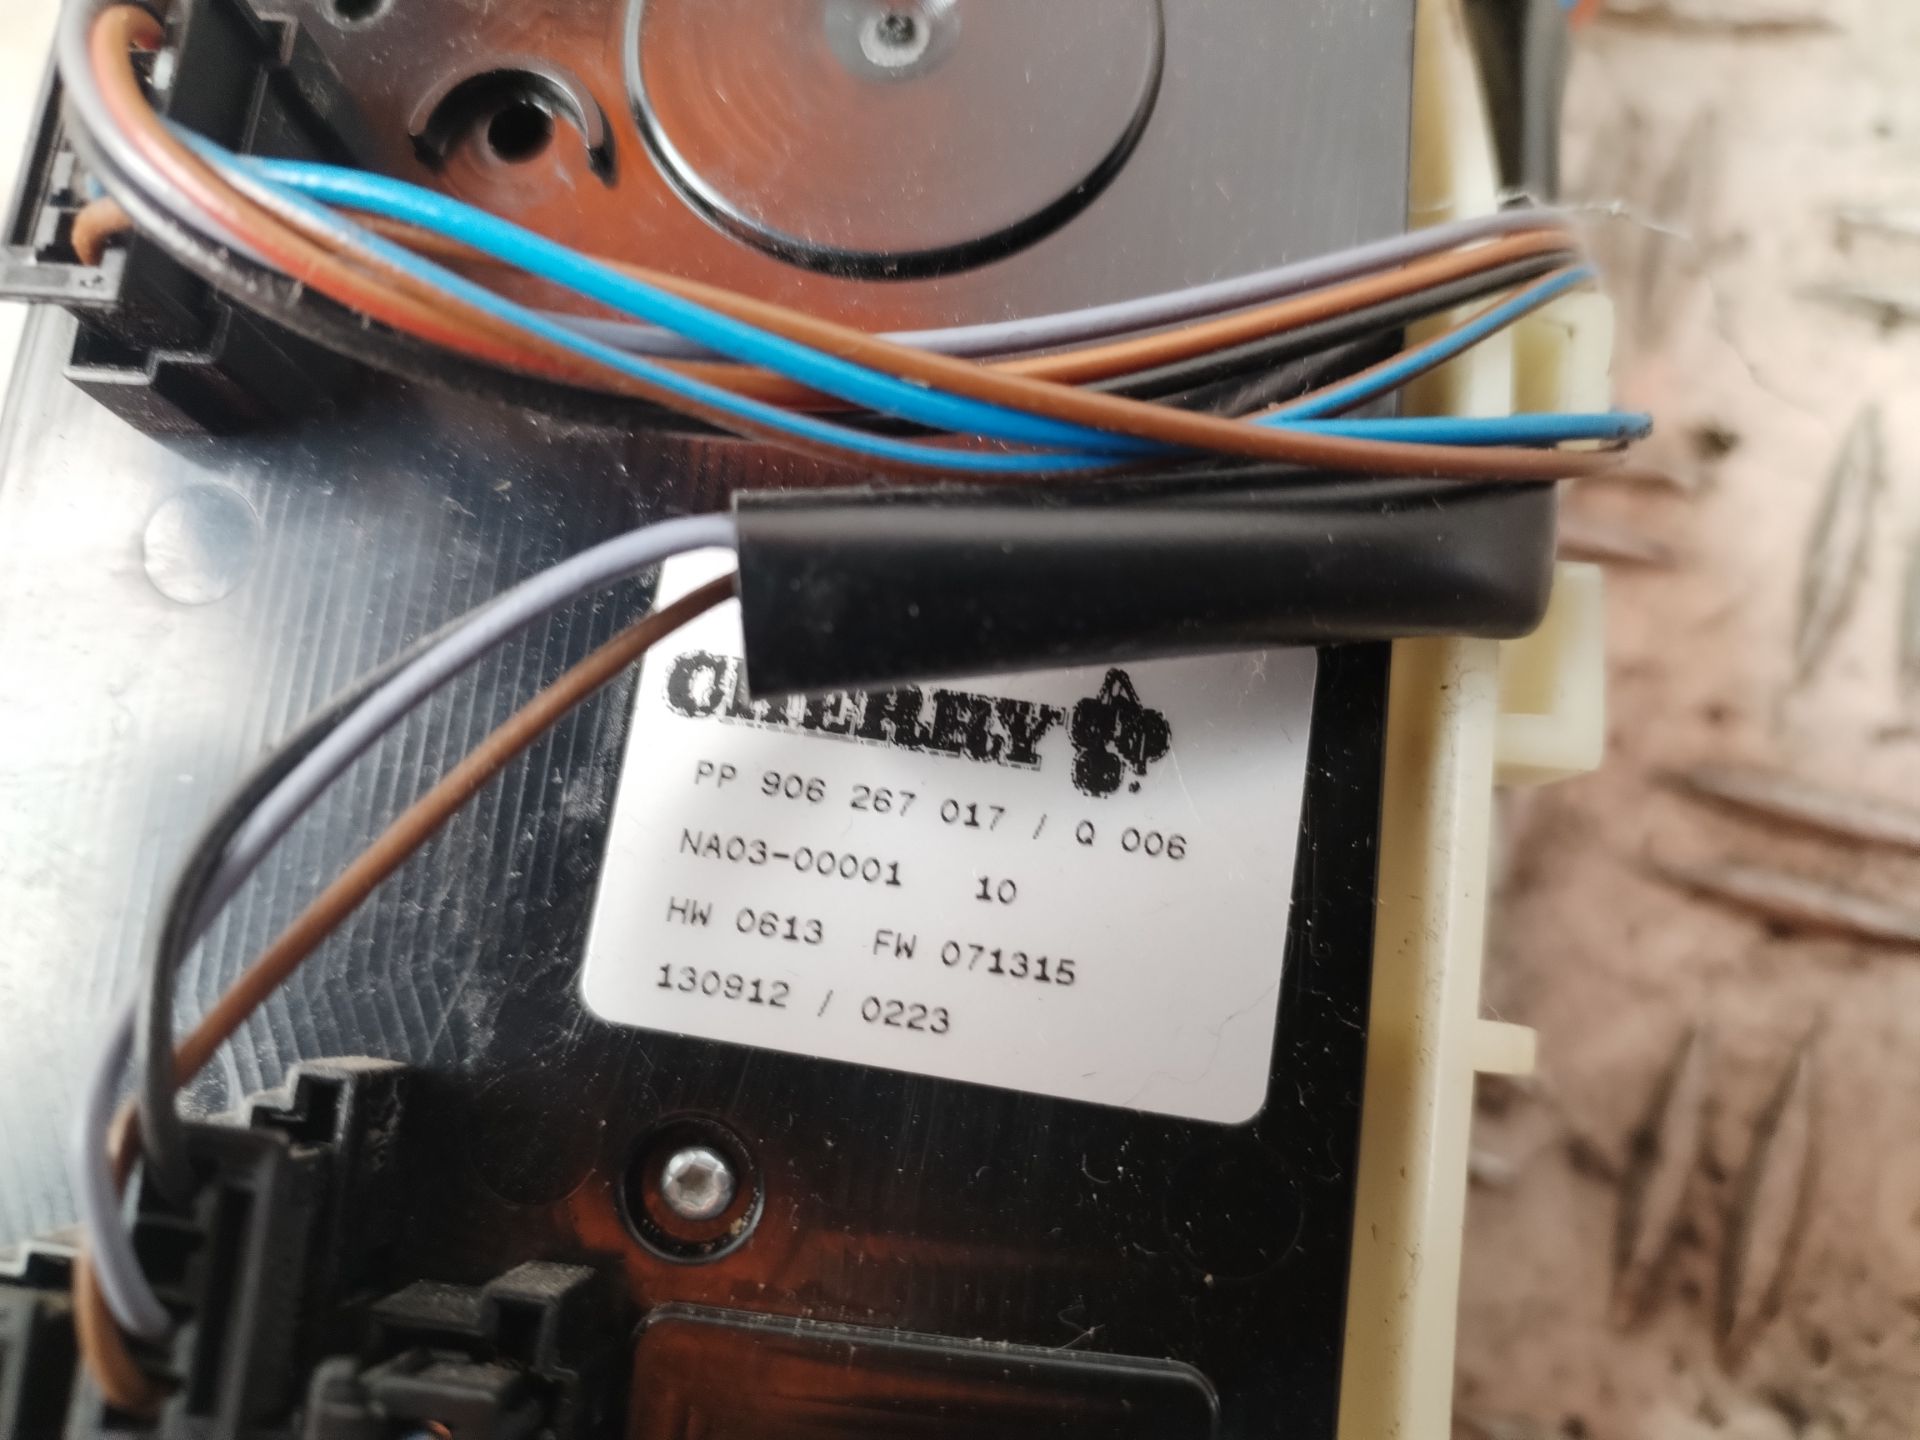 CHERRY
PP 906 267 017 / Q 006
NA03-00001 10
HW 0613 FW 071315
130912 / 0223